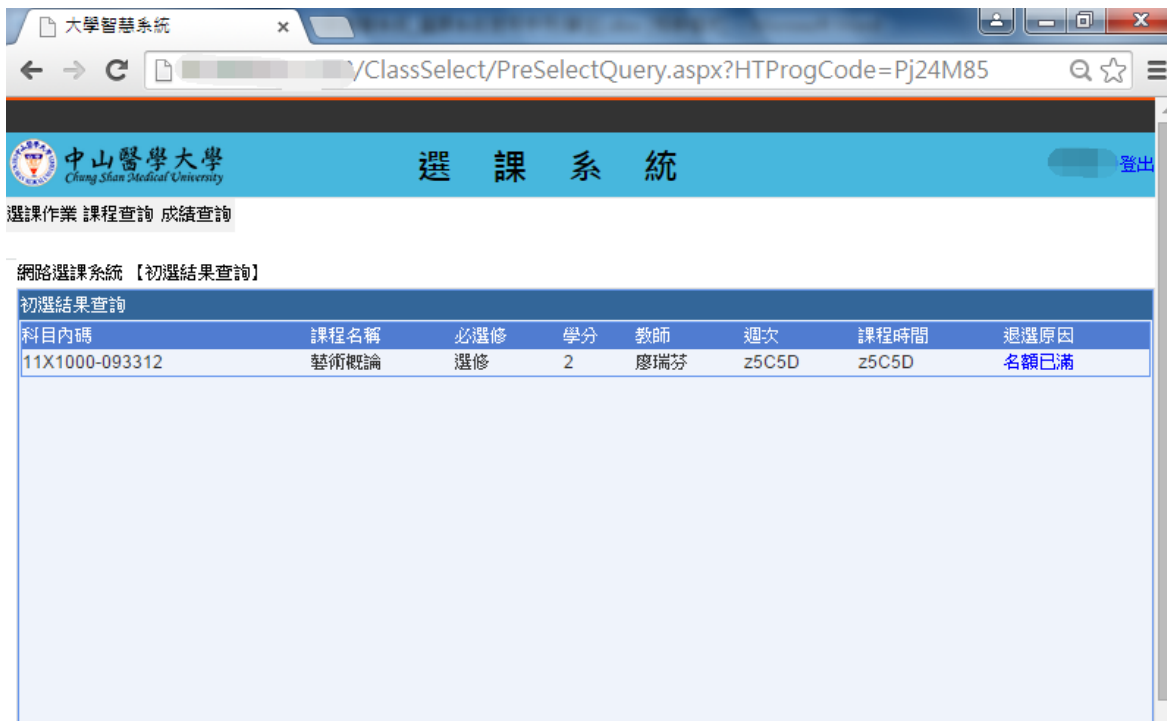 大學智慧系統
/ClassSelect/PreSelectQuery.aspx?HTProgCode=Pj24M85
中山醫學大學
Chung Shan Medical University
選 課 系 統
登出
選課作業 課程查詢 成績查詢
網路選課系統 【初選結果查詢】
初選結果查詢
科目內碼 課程名稱 必選修 學分 教師 週次 課程時間 退選原因
11X1000-093312 藝術概論 選修 2 廖瑞芬 z5C5D z5C5D 名額已滿